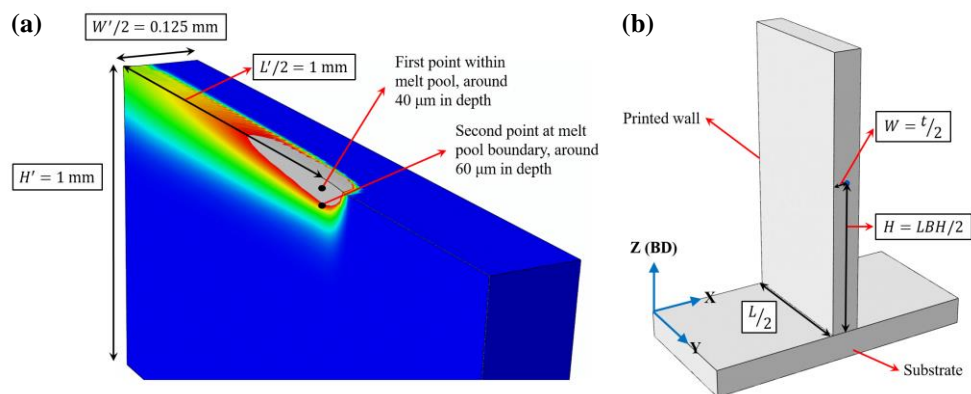 (a)
W′/2 = 0.125 mm
L′/2 = 1 mm
H′ = 1 mm
First point within
melt pool, around
40 μm in depth
Second point at melt
pool boundary, around
60 μm in depth
(b)
Printed wall
W = t/2
H = LBH/2
Z (BD)
X
Y
L/2
Substrate